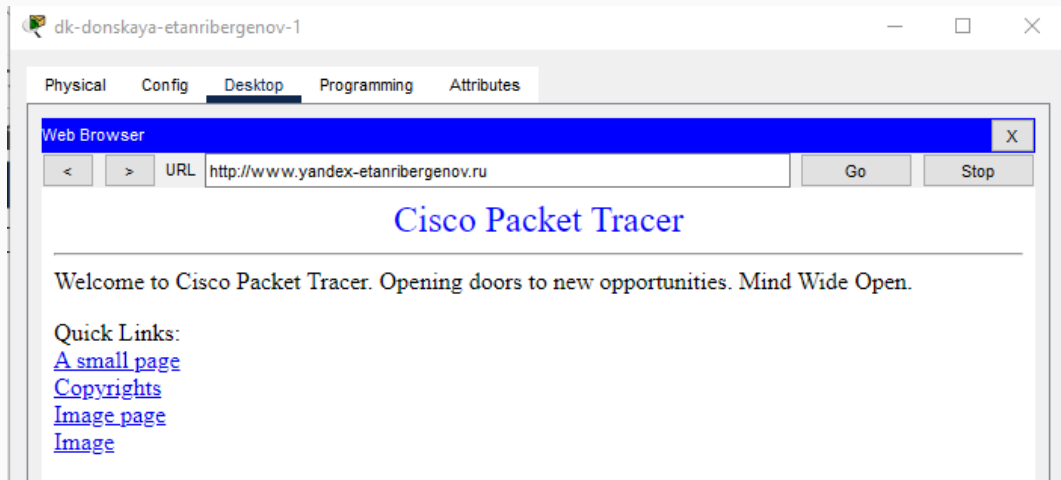 dk-donskaya-etanribergenov-1
Physical Config Desktop Programming Attributes
Web Browser X
< > URL http://www.yandex-etanribergenov.ru Go Stop
Cisco Packet Tracer
Welcome to Cisco Packet Tracer. Opening doors to new opportunities. Mind Wide Open.
Quick Links:
A small page
Copyrights
Image page
Image